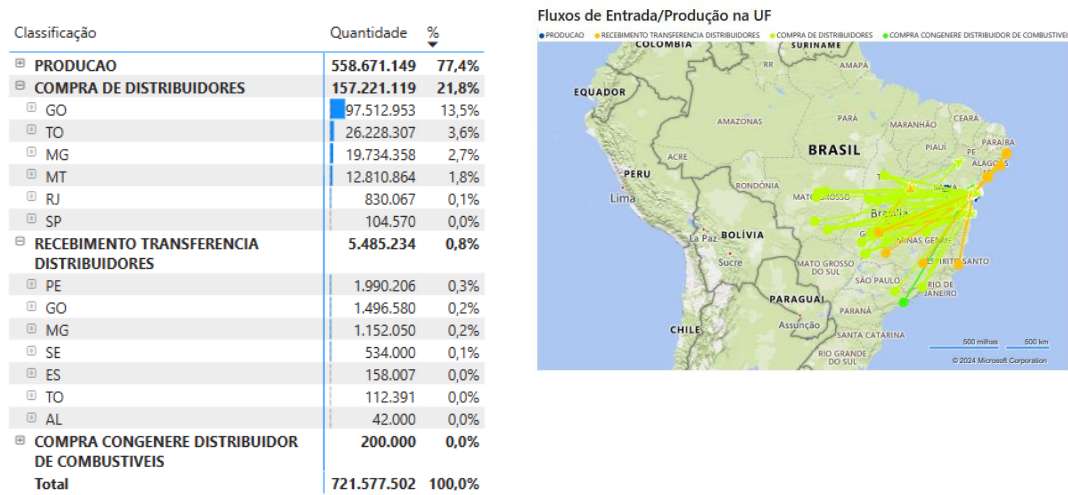 Classificação Quantidade %
PRODUCAO 558.671.149 77,4%
COMPRA DE DISTRIBUIDORES 157.221.119 21,8%
GO 97.512.953 13,5%
TO 26.228.307 3,6%
MG 19.734.358 2,7%
MT 12.810.864 1,8%
RJ 830.067 0,1%
SP 104.570 0,0%
RECEBIMENTO TRANSFERENCIA
DISTRIBUIDORES 5.485.234 0,8%
PE 1.990.206 0,3%
GO 1.496.580 0,2%
MG 1.152.050 0,2%
SE 534.000 0,1%
ES 158.007 0,0%
TO 112.391 0,0%
AL 42.000 0,0%
COMPRA CONGENERE DISTRIBUIDOR
DE COMBUSTIVEIS 200.000 0,0%
Total 721.577.502 100,0%
Fluxos de Entrada/Produção na UF
PRODUCAO RECEBIMENTO TRANSFERENCIA DISTRIBUIDORES COMPRA DE DISTRIBUIDORES COMPRA CONGENERE DISTRIBUIDOR DE COMBUSTIVEI
COLÔMBIA
SURINAME
RR
AMAPÁ
EQUADOR
AMAZONAS
PARÁ
MARANHÃO
CEARÁ
PARAÍBA
PIAUÍ
PE
ALAGOAS
BRASIL
ACRE
PERU
RONDÔNIA
Lima
MATO GROSSO
Brasília
BOLÍVIA
La Paz
Sucre
MINAS GERAIS
MATO GROSSO
DO SUL
ESPÍRITO SANTO
SÃO PAULO
RIO DE
JANEIRO
PARAGUAI
PARANÁ
Assunção
CHILE
SANTA CATARINA
RIO GRANDE
DO SUL
500 milhas 500 km
© 2024 Microsoft Corporation